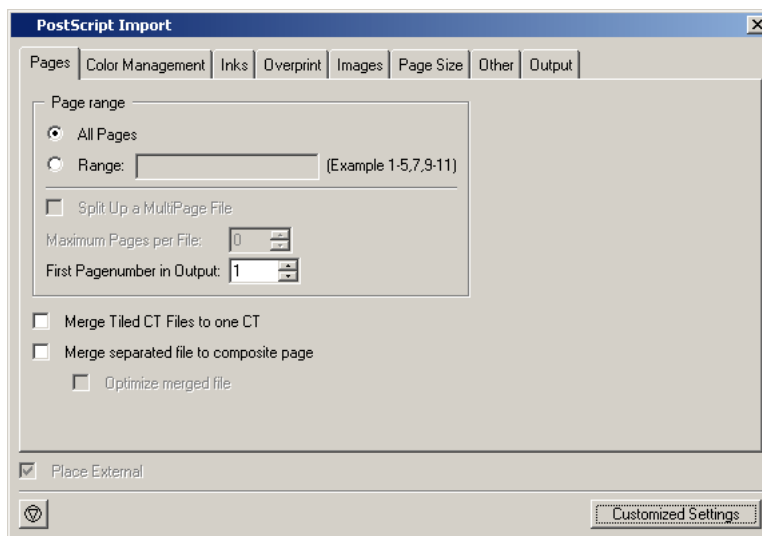 PostScript Import
Pages Color Management Inks Overprint Images Page Size Other Output
Page range
All Pages
Range: (Example 1-5,7,9-11)
Split Up a MultiPage File
Maximum Pages per File: 0
First Pagenumber in Output: 1
Merge Tiled CT Files to one CT
Merge separated file to composite page
Optimize merged file
Place External
Customized Settings